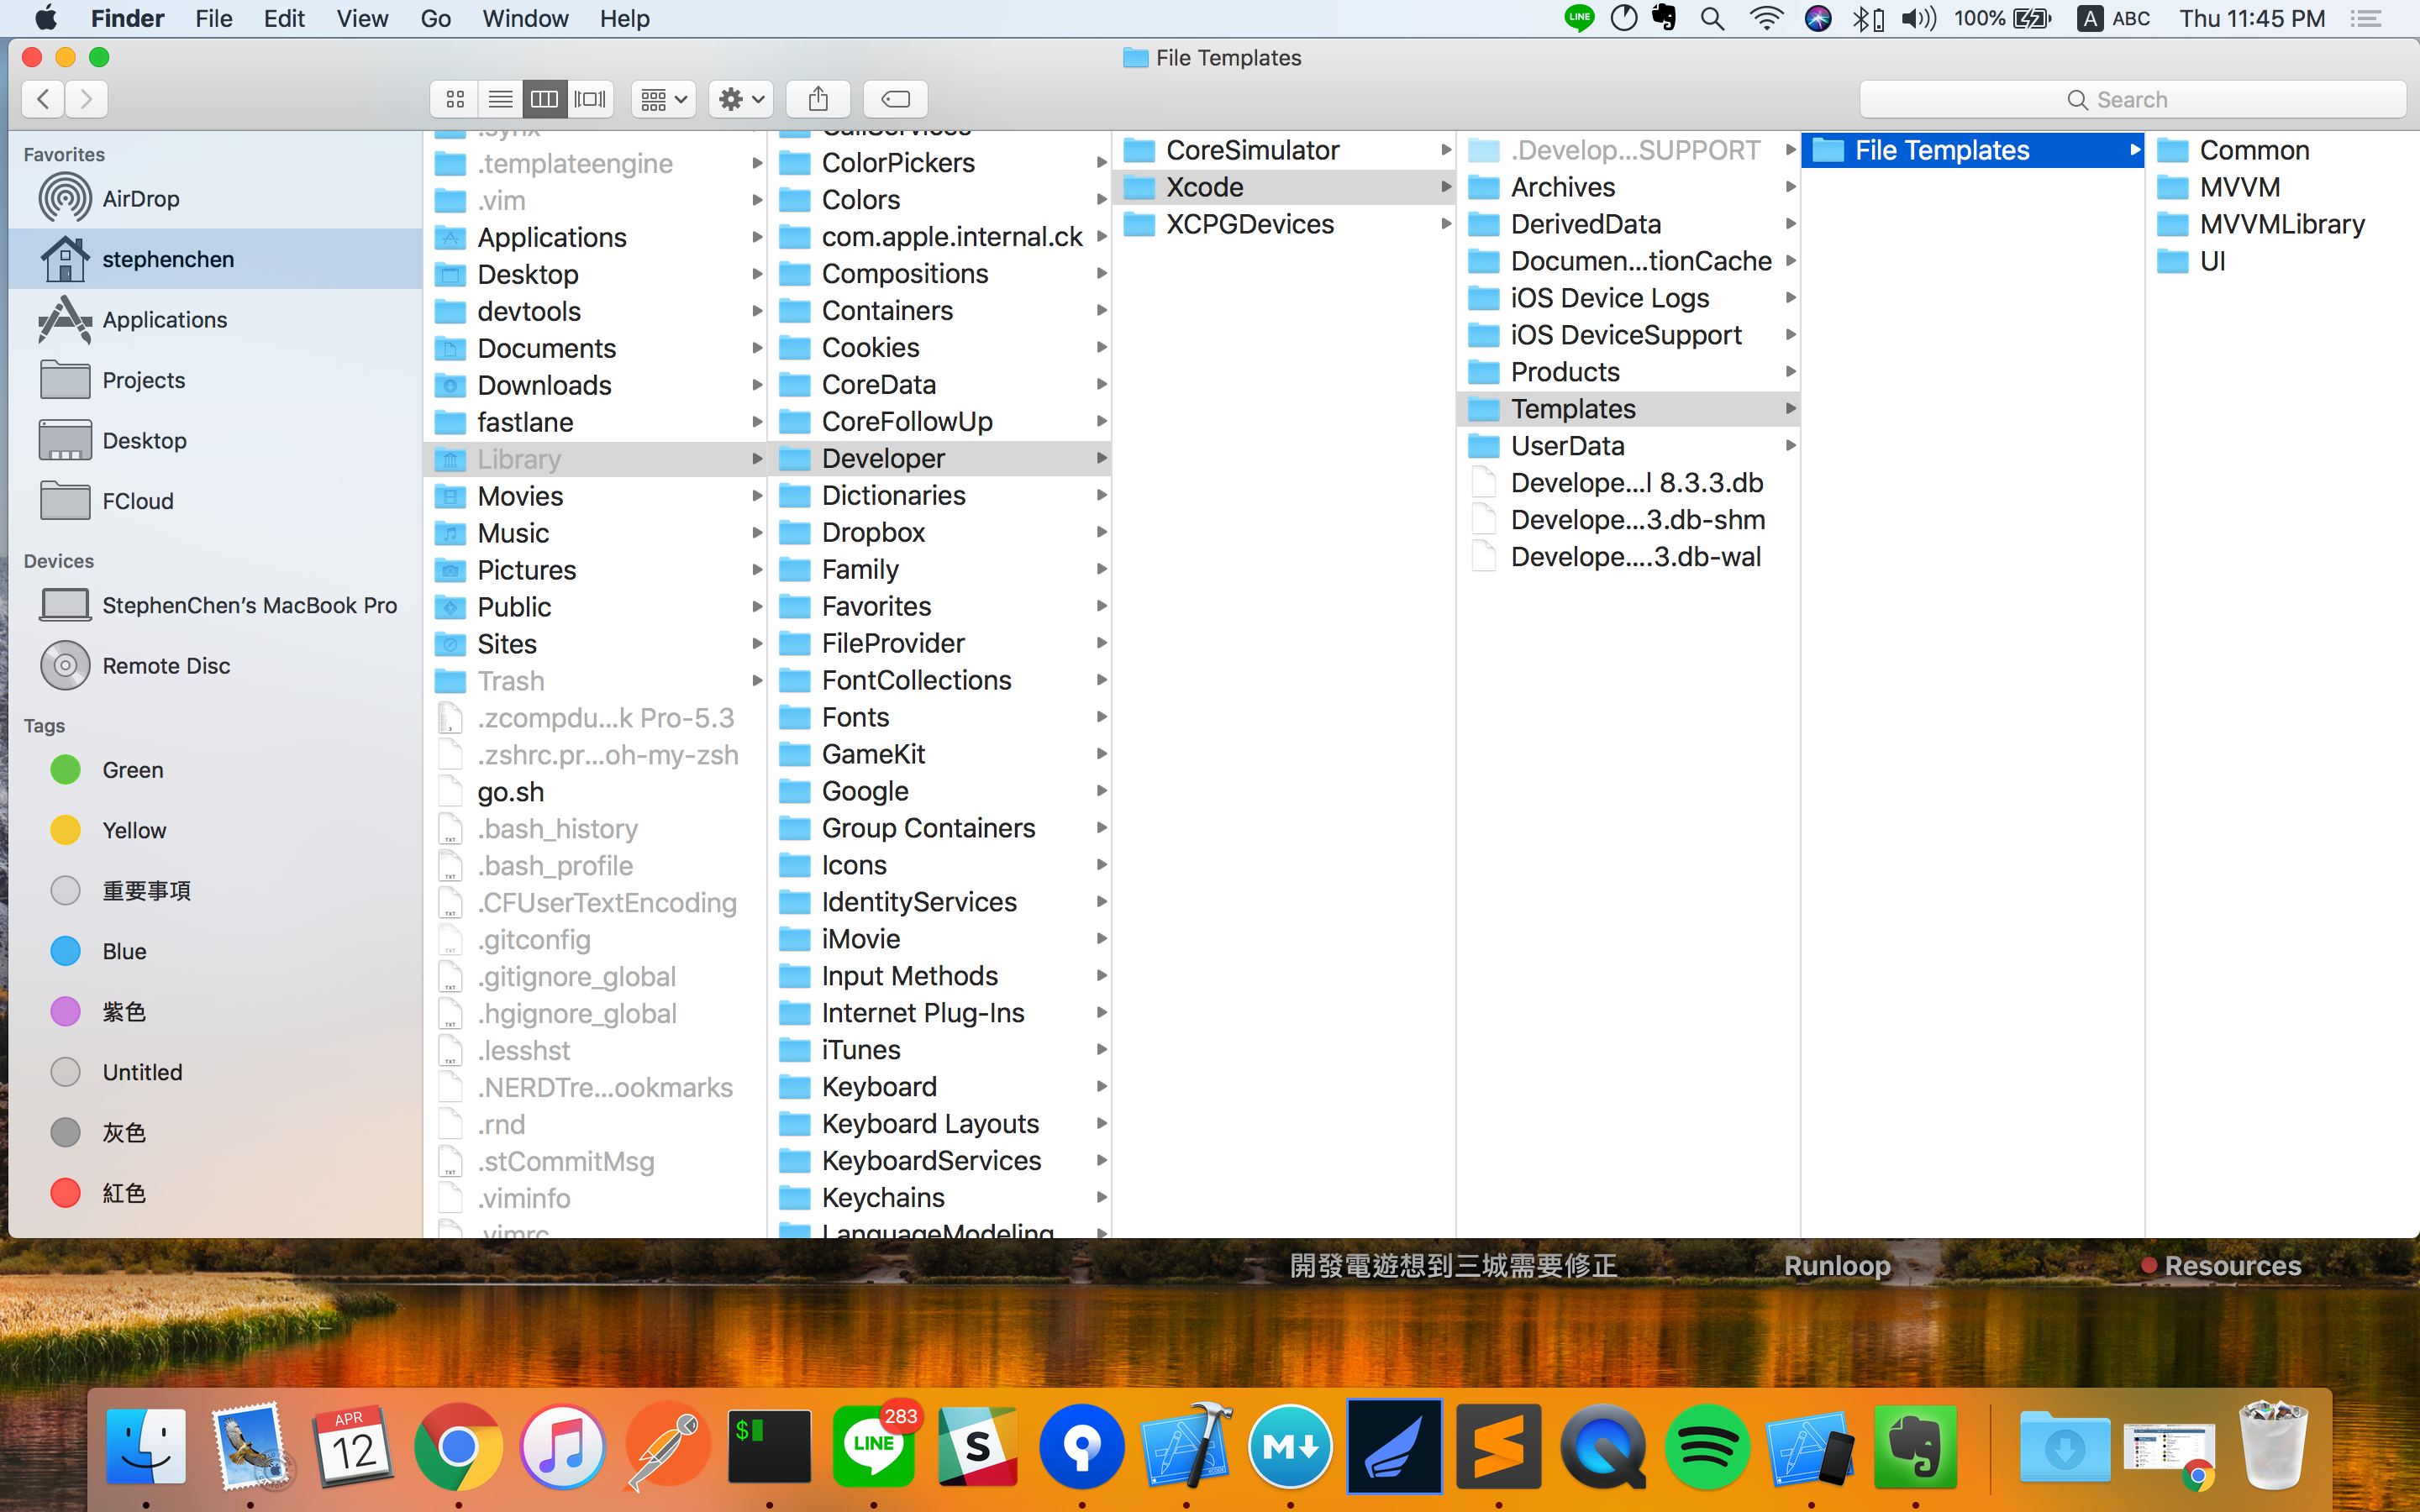 Finder File Edit View Go Window Help
LINE 100% A ABC Thu 11:45 PM
File Templates
Search
Favorites
AirDrop
stephenchen
Applications
Projects
Desktop
FCloud
Devices
StephenChen's MacBook Pro
Remote Disc
Tags
Green
Yellow
重要事項
Blue
紫色
Untitled
灰色
紅色
.templateengine
.vim
Applications
Desktop
devtools
Documents
Downloads
fastlane
Library
Movies
Music
Pictures
Public
Sites
Trash
.zcompdu...k Pro-5.3
.zshrc.pr...oh-my-zsh
go.sh
.bash_history
.bash_profile
.CFUserTextEncoding
.gitconfig
.gitignore_global
.hgignore_global
.lesshst
.NERDTre...ookmarks
.rnd
.stCommitMsg
.viminfo
.vimrc
CallServices
ColorPickers
Colors
com.apple.internal.ck
Compositions
Containers
Cookies
CoreData
CoreFollowUp
Developer
Dictionaries
Dropbox
Family
Favorites
FileProvider
FontCollections
Fonts
GameKit
Google
Group Containers
Icons
IdentityServices
iMovie
Input Methods
Internet Plug-Ins
iTunes
Keyboard
Keyboard Layouts
KeyboardServices
Keychains
LanguageModeling
CoreSimulator
Xcode
XCPGDevices
.Develop...SUPPORT
Archives
DerivedData
Documen...tionCache
iOS Device Logs
iOS DeviceSupport
Products
Templates
UserData
Develope...l 8.3.3.db
Develope...3.db-shm
Develope....3.db-wal
File Templates
Common
MVVM
MVVMLibrary
UI
開發電遊想到三城需要修正
Runloop
Resources
APR
12
$
283
LINE
S
M